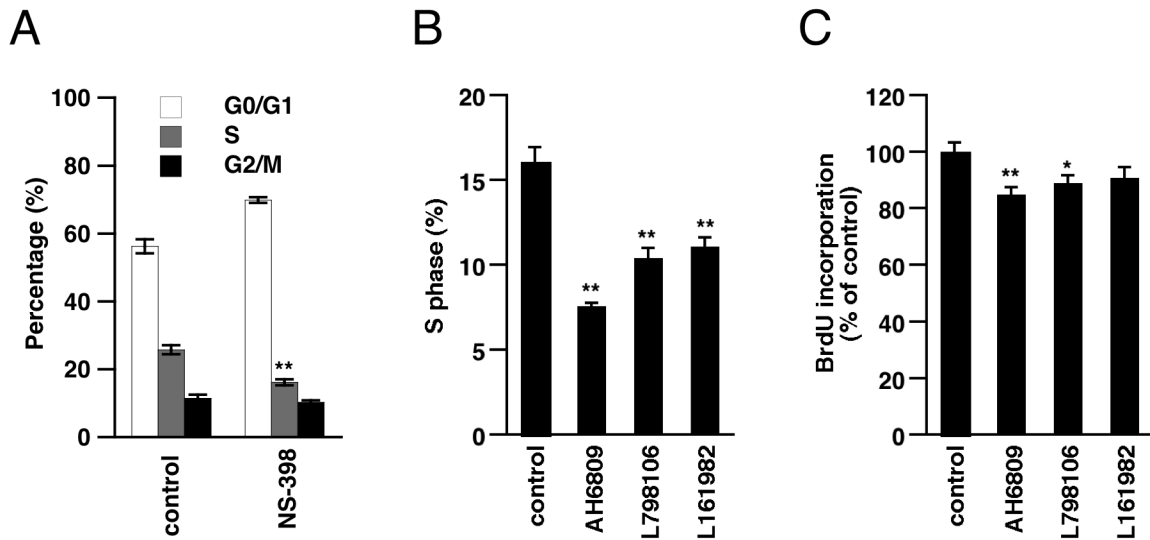 A
Percentage (%)
100
80
60
40
20
0
G0/G1
S
G2/M
**
control
NS-398
B
S phase (%)
20
15
10
5
0
**
**
**
control
AH6809
L798106
L161982
C
BrdU incorporation
(% of control)
120
100
80
60
40
20
0
**
*
control
AH6809
L798106
L161982